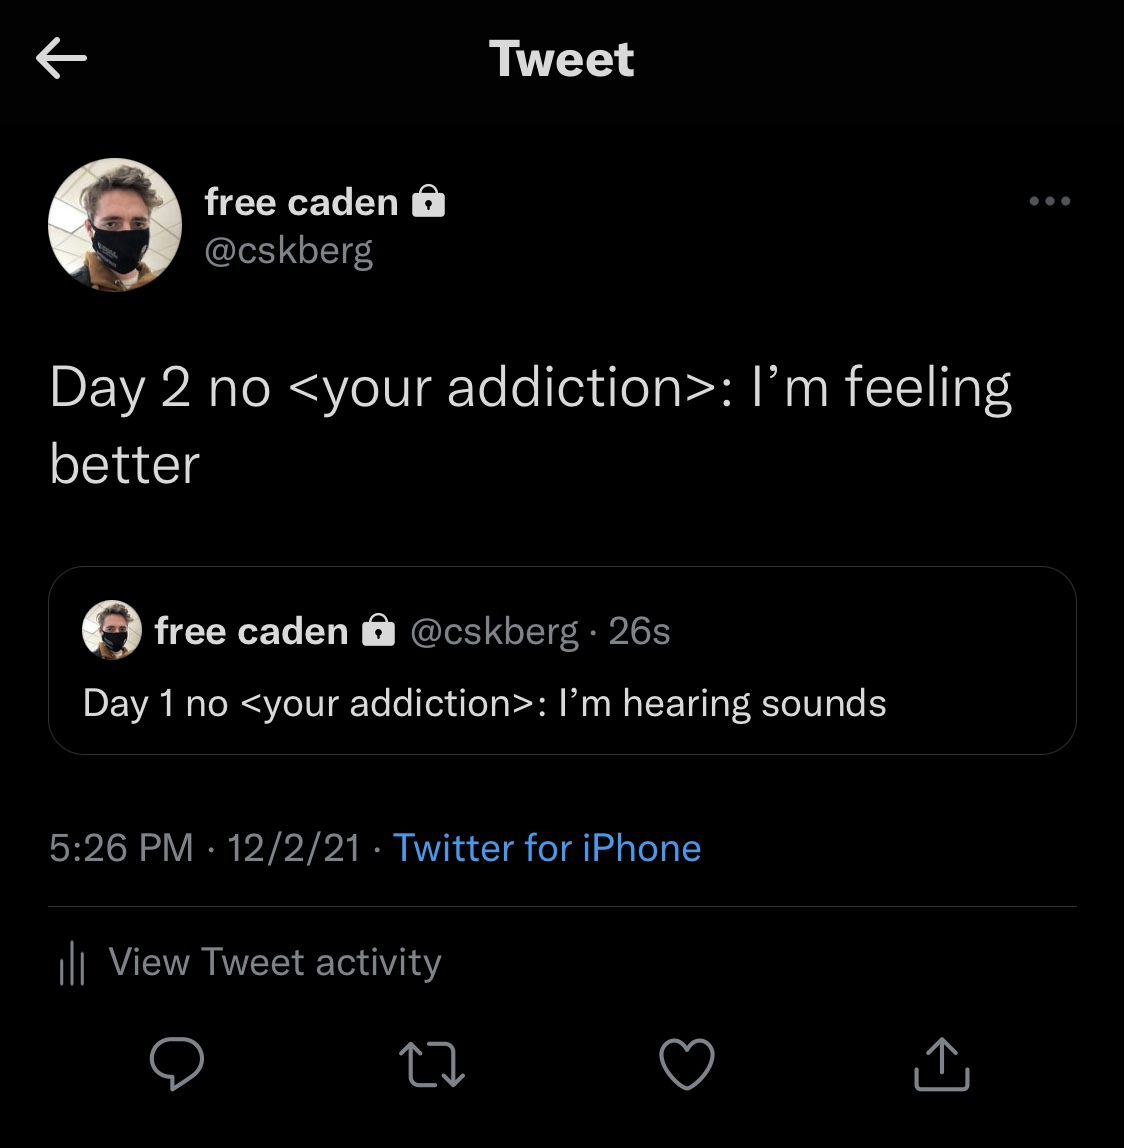 Tweet
free caden
@cskberg
Day 2 no <your addiction>: I’m feeling
better
free caden @cskberg · 26s
Day 1 no <your addiction>: I’m hearing sounds
5:26 PM · 12/2/21 · Twitter for iPhone
View Tweet activity